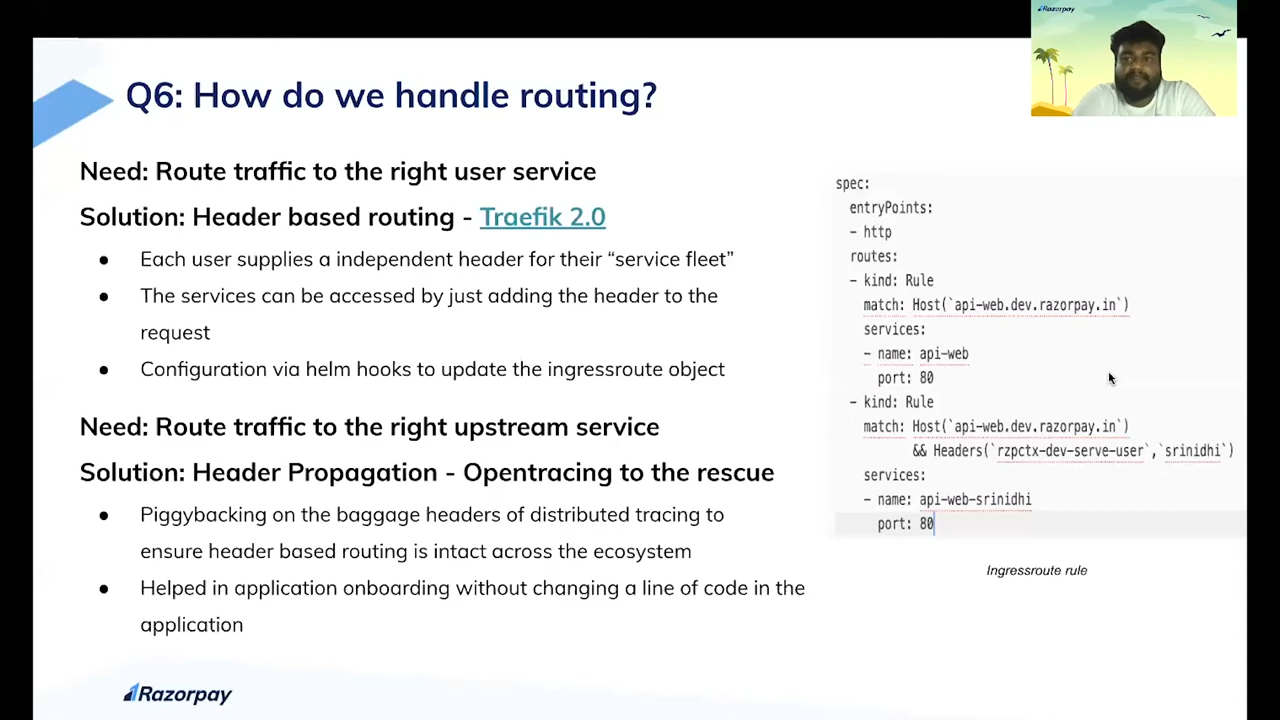 Razorpay
Q6: How do we handle routing?
Need: Route traffic to the right user service
Solution: Header based routing - Traefik 2.0
● Each user supplies a independent header for their “service fleet”
● The services can be accessed by just adding the header to the
request
● Configuration via helm hooks to update the ingressroute object
Need: Route traffic to the right upstream service
Solution: Header Propagation - Opentracing to the rescue
● Piggybacking on the baggage headers of distributed tracing to
ensure header based routing is intact across the ecosystem
● Helped in application onboarding without changing a line of code in the
application
spec:
entryPoints:
- http
routes:
- kind: Rule
match: Host(`api-web.dev.razorpay.in`)
services:
- name: api-web
port: 80
- kind: Rule
match: Host(`api-web.dev.razorpay.in`)
&& Headers(`rzpctx-dev-serve-user`,`srinidhi`)
services:
- name: api-web-srinidhi
port: 80
Ingressroute rule
Razorpay